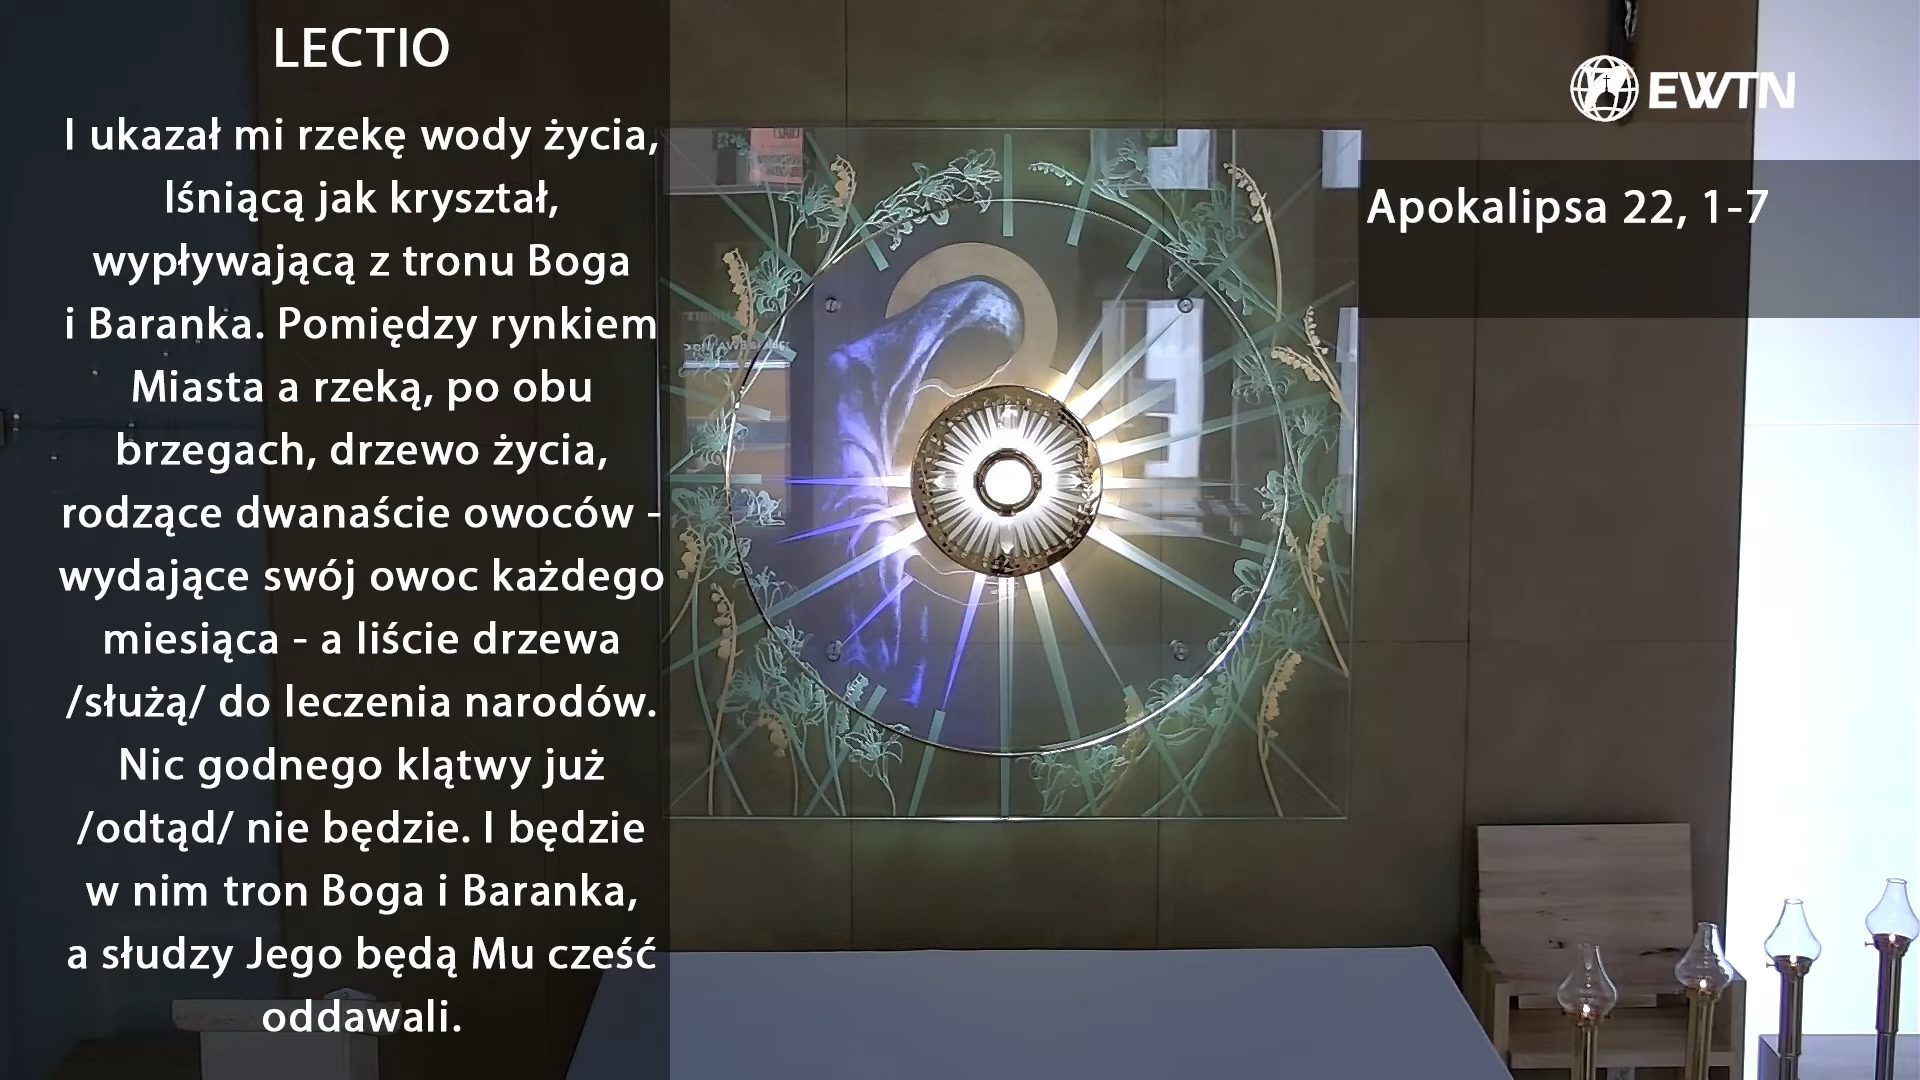 LECTIO
I ukazał mi rzekę wody życia,
lśniącą jak kryształ,
wypływającą z tronu Boga
i Baranka. Pomiędzy rynkiem
Miasta a rzeką, po obu
brzegach, drzewo życia,
rodzące dwanaście owoców -
wydające swój owoc każdego
miesiąca - a liście drzewa
/służą/ do leczenia narodów.
Nic godnego klątwy już
/odtąd/ nie będzie. I będzie
w nim tron Boga i Baranka,
a słudzy Jego będą Mu cześć
oddawali.
EWTN
Apokalipsa 22, 1-7